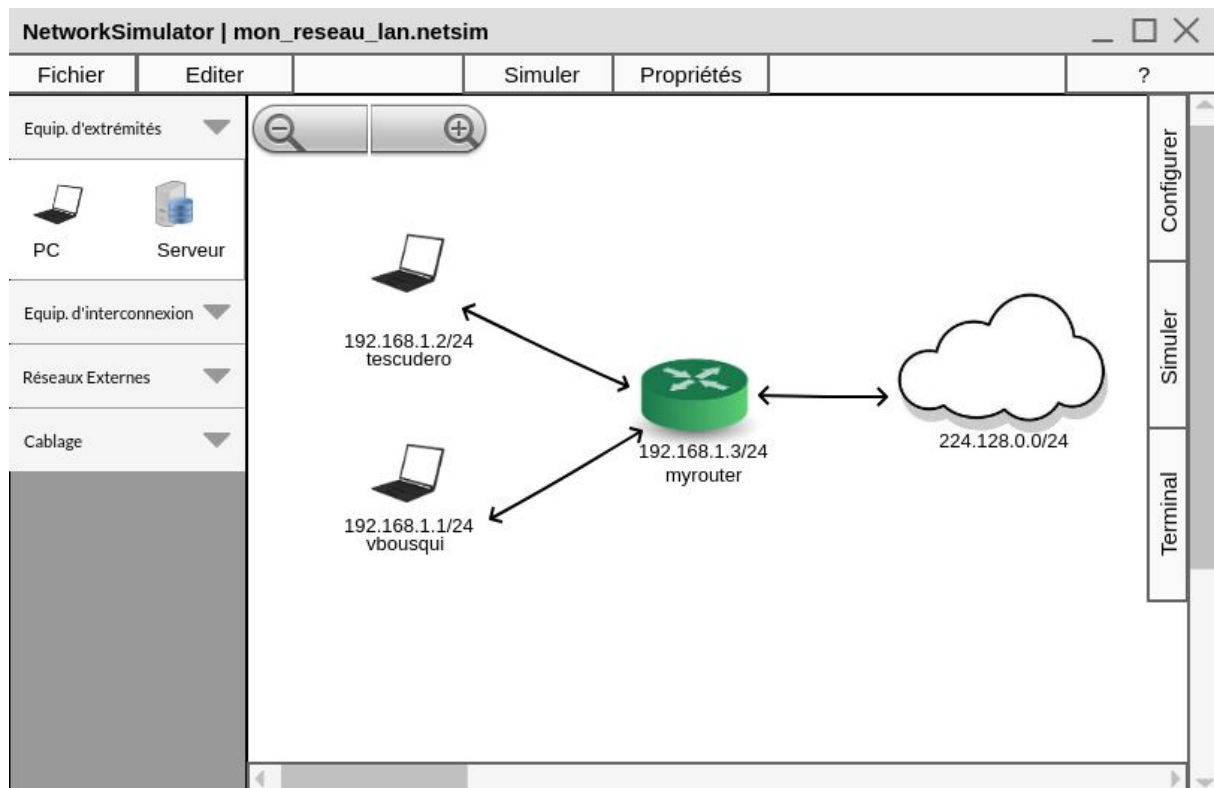 NetworkSimulator | mon_reseau_lan.netsim
Fichier Editer Simuler Propriétés ?
Equip. d'extrémités
PC Serveur
Equip. d'interconnexion
Réseaux Externes
Cablage
192.168.1.2/24
tescudero
192.168.1.1/24
vbousqui
192.168.1.3/24
myrouter
224.128.0.0/24
Configurer
Simuler
Terminal